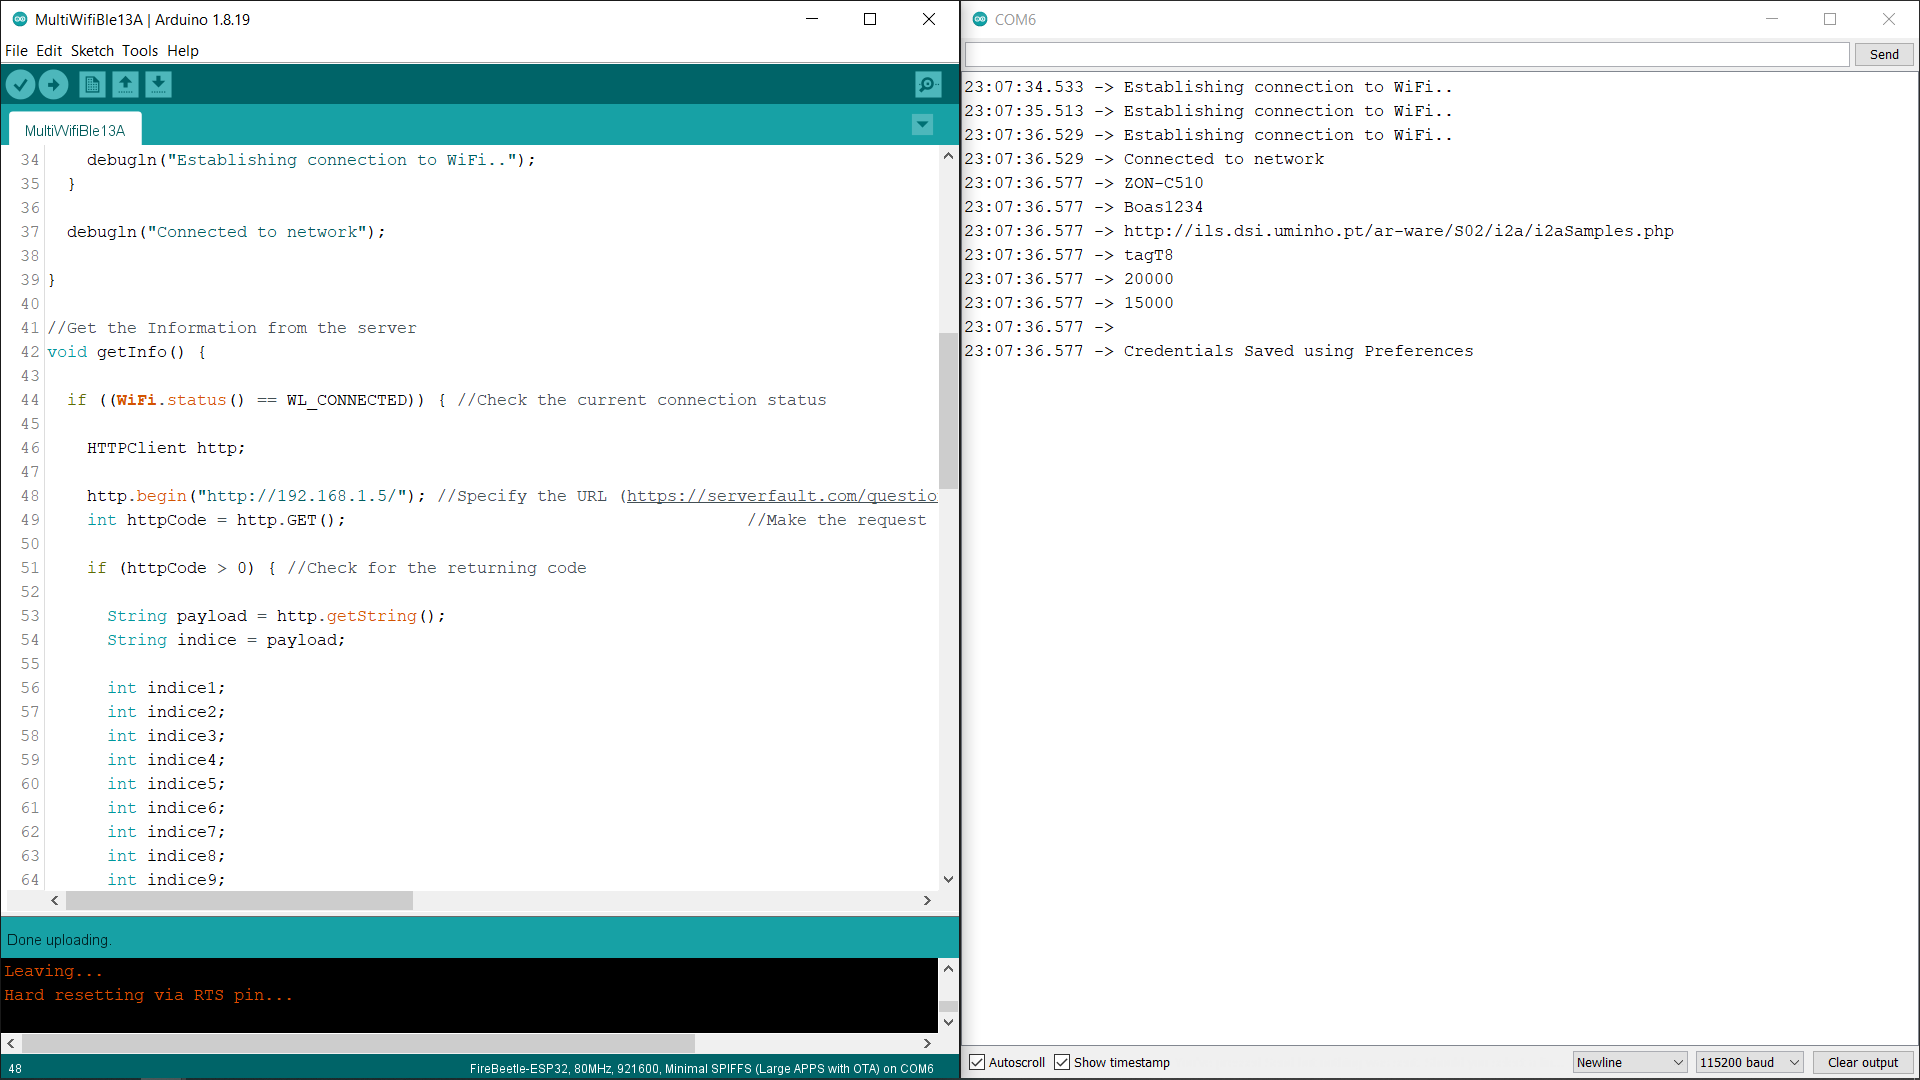 MultiWifiBle13A | Arduino 1.8.19
File Edit Sketch Tools Help
MultiWifiBle13A
34 debugln("Establishing connection to WiFi..");
35 }
36
37 debugln("Connected to network");
38
39 }
40
41 //Get the Information from the server
42 void getInfo() {
43
44 if ((WiFi.status() == WL_CONNECTED)) { //Check the current connection status
45
46 HTTPClient http;
47
48 http.begin("http://192.168.1.5/"); //Specify the URL (https://serverfault.com/questio
49 int httpCode = http.GET(); //Make the request
50
51 if (httpCode > 0) { //Check for the returning code
52
53 String payload = http.getString();
54 String indice = payload;
55
56 int indice1;
57 int indice2;
58 int indice3;
59 int indice4;
60 int indice5;
61 int indice6;
62 int indice7;
63 int indice8;
64 int indice9;
Done uploading.
Leaving...
Hard resetting via RTS pin...
48 FireBeetle-ESP32, 80MHz, 921600, Minimal SPIFFS (Large APPS with OTA) on COM6
COM6
Send
23:07:34.533 -> Establishing connection to WiFi..
23:07:35.513 -> Establishing connection to WiFi..
23:07:36.529 -> Establishing connection to WiFi..
23:07:36.529 -> Connected to network
23:07:36.577 -> ZON-C510
23:07:36.577 -> Boas1234
23:07:36.577 -> http://ils.dsi.uminho.pt/ar-ware/S02/i2a/i2aSamples.php
23:07:36.577 -> tagT8
23:07:36.577 -> 20000
23:07:36.577 -> 15000
23:07:36.577 ->
23:07:36.577 -> Credentials Saved using Preferences
Autoscroll Show timestamp Newline 115200 baud Clear output